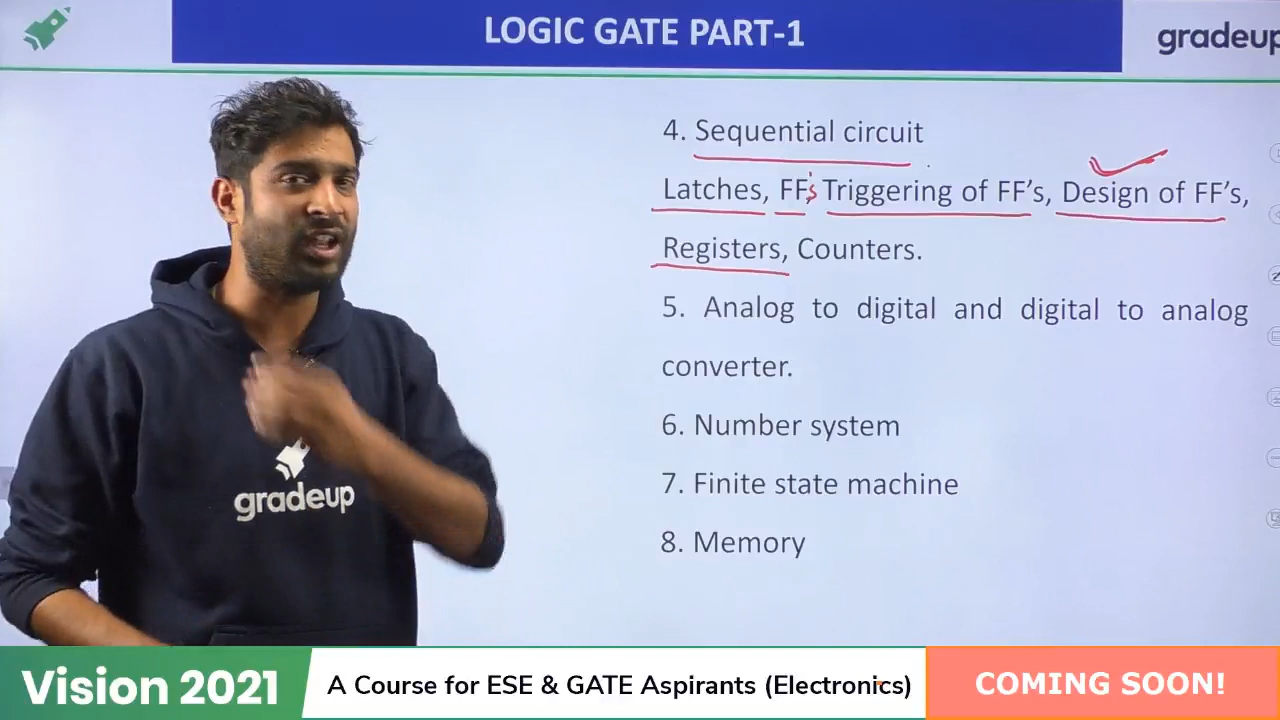 LOGIC GATE PART-1
gradeup
4. Sequential circuit
Latches, FF's Triggering of FF's, Design of FF's,
Registers, Counters.
5. Analog to digital and digital to analog
converter.
6. Number system
7. Finite state machine
8. Memory
gradeup
Vision 2021
A Course for ESE & GATE Aspirants (Electronics)
COMING SOON!